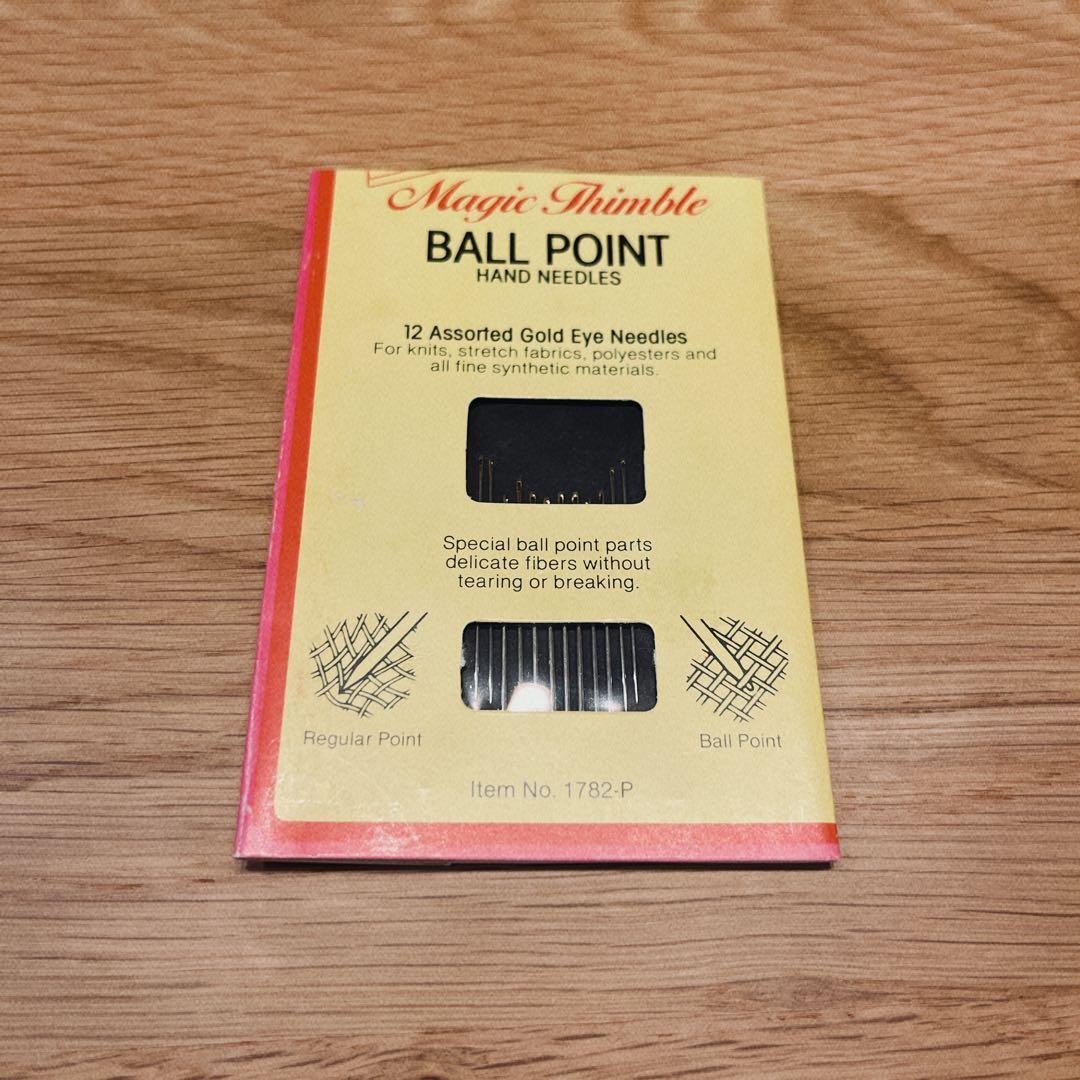 Magic Thimble
BALL POINT
HAND NEEDLES
12 Assorted Gold Eye Needles
For knits, stretch fabrics, polyesters and
all fine synthetic materials.
Special ball point parts
delicate fibers without
tearing or breaking.
Regular Point
Ball Point
Item No. 1782-P